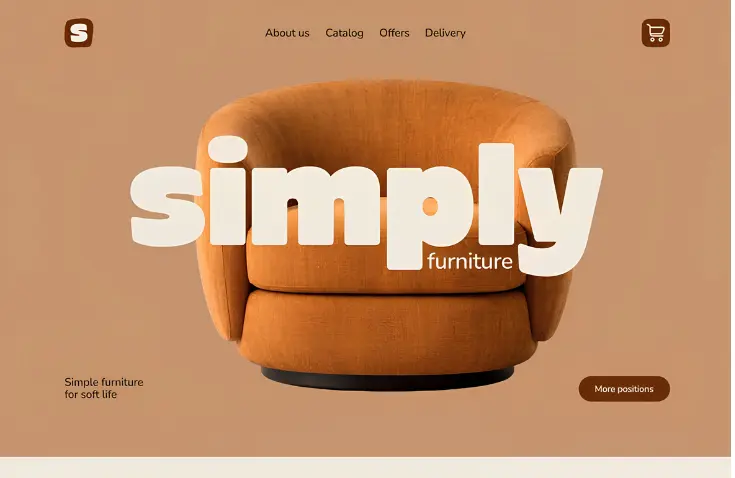 s
About us
Catalog
Offers
Delivery
simply
furniture
Simple furniture
for soft life
More positions